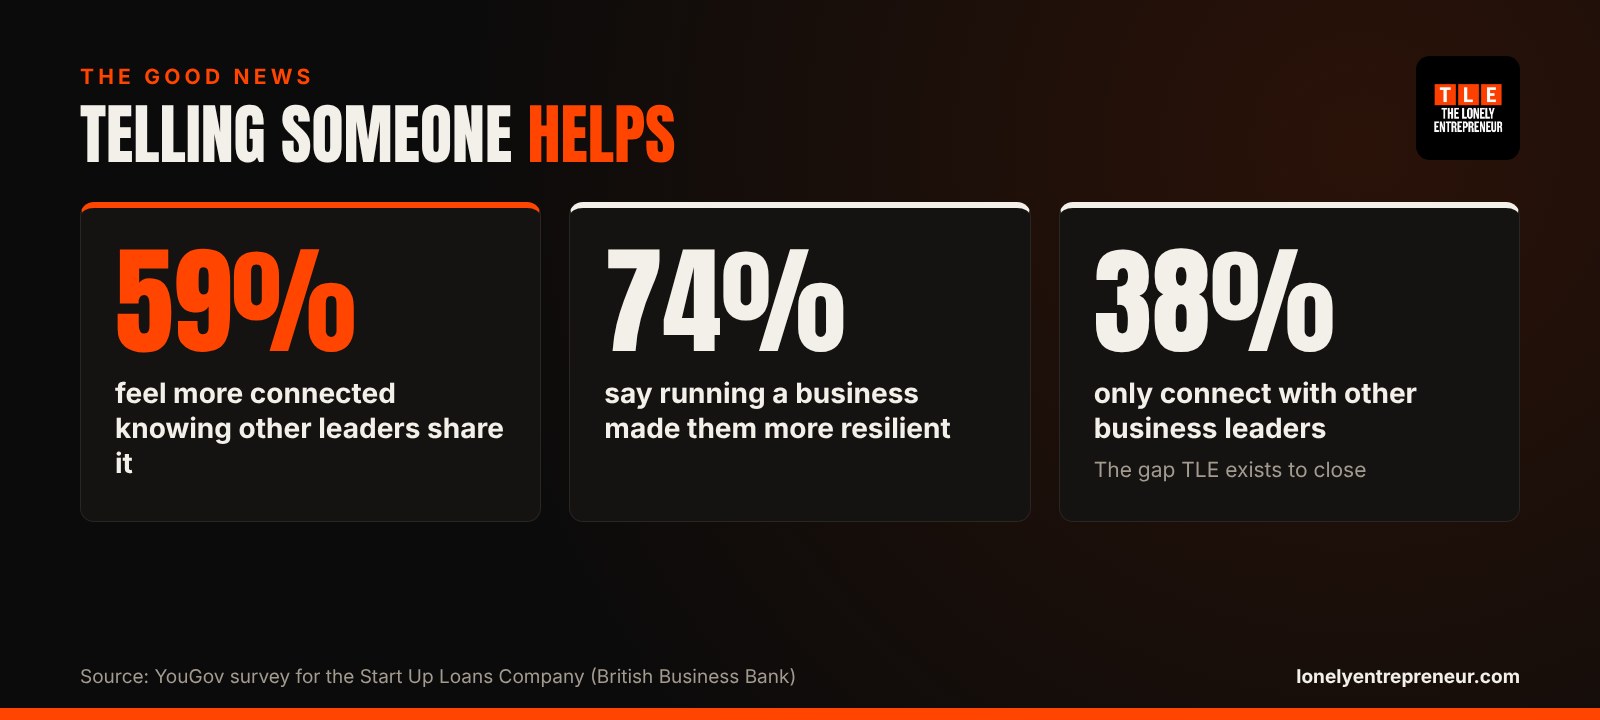 THE GOOD NEWS
TELLING SOMEONE HELPS
TLE
THE LONELY
ENTREPRENEUR
59%
feel more connected
knowing other leaders share
it
74%
say running a business
made them more resilient
38%
only connect with other
business leaders
The gap TLE exists to close
Source: YouGov survey for the Start Up Loans Company (British Business Bank)
lonelyentrepreneur.com